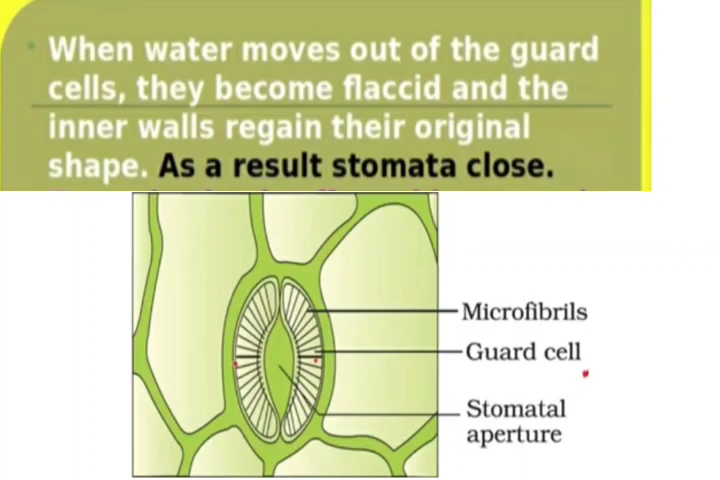 When water moves out of the guard
cells, they become flaccid and the
inner walls regain their original
shape. As a result stomata close.
Microfibrils
Guard cell
Stomatal
aperture